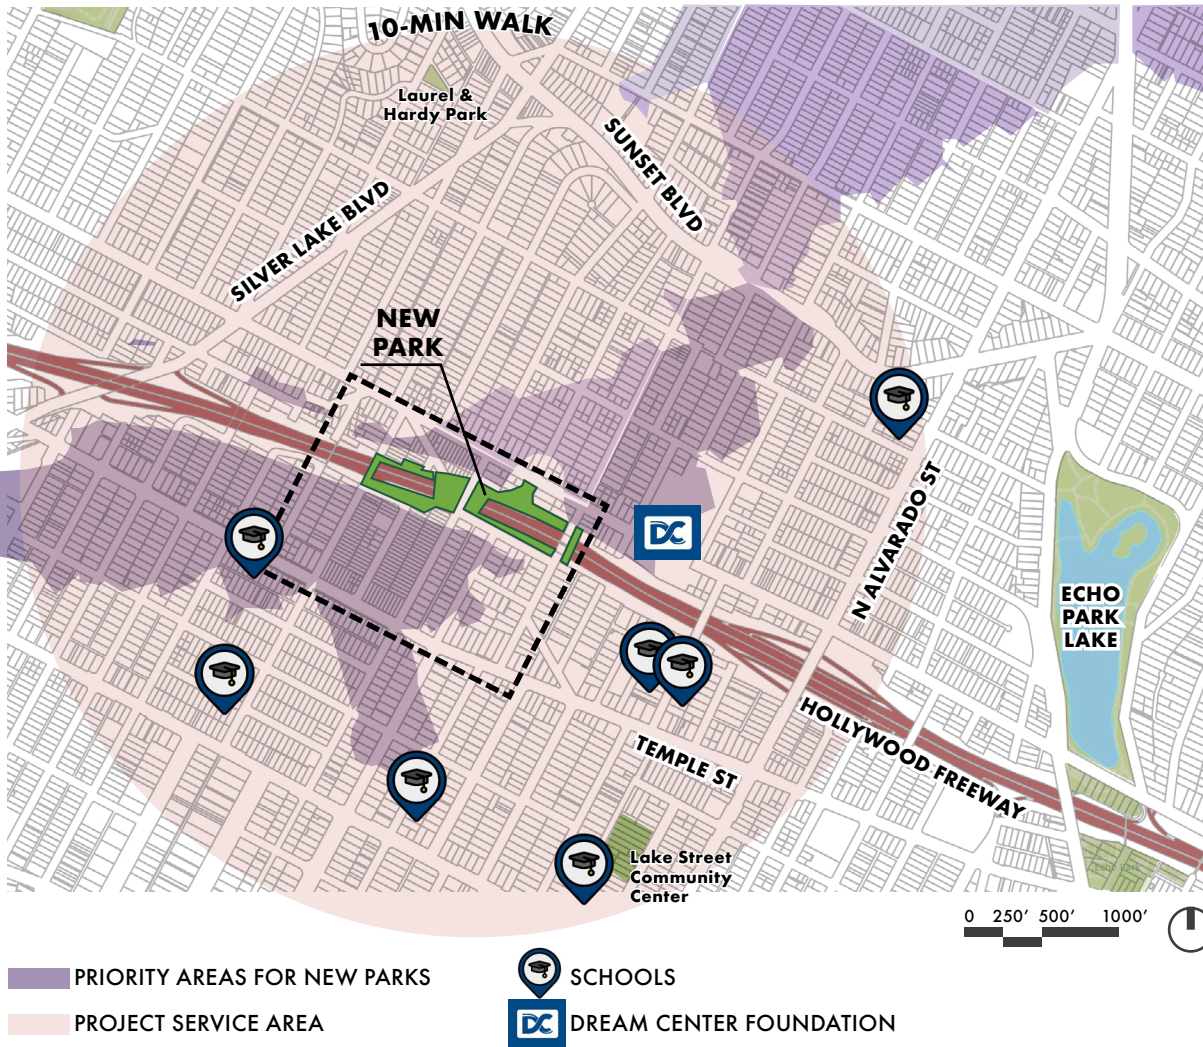 10-MIN WALK
Laurel &
Hardy Park
SUNSET BLVD
SILVER LAKE BLVD
NEW
PARK
DC
N ALVARADO ST
ECHO
PARK
LAKE
HOLLYWOOD FREEWAY
TEMPLE ST
Lake Street
Community
Center
Echo Park
0 250' 500' 1000'
PRIORITY AREAS FOR NEW PARKS
SCHOOLS
PROJECT SERVICE AREA
DC DREAM CENTER FOUNDATION